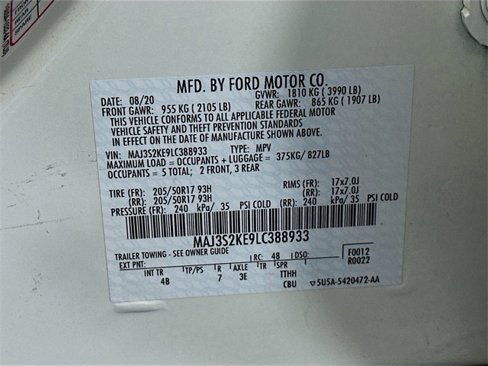 MFD. BY FORD MOTOR CO.
DATE: 08/20 GVWR: 1810 KG ( 3990 LB)
FRONT GAWR: 955 KG ( 2105 LB) REAR GAWR: 865 KG ( 1907 LB)
THIS VEHICLE CONFORMS TO ALL APPLICABLE FEDERAL MOTOR
VEHICLE SAFETY AND THEFT PREVENTION STANDARDS
IN EFFECT ON THE DATE OF MANUFACTURE SHOWN ABOVE.
VIN: MAJ3S2KE9LC388933 TYPE: MPV
MAXIMUM LOAD = OCCUPANTS + LUGGAGE = 375KG/ 827LB
OCCUPANTS = 5 TOTAL; 2 FRONT, 3 REAR
TIRE (FR): 205/50R17 93H RIMS (FR): 17x7.0J
(RR): 205/50R17 93H (RR): 17x7.0J
PRESSURE (FR): 240 kPa/ 35 PSI COLD (RR): 240 kPa/ 35 PSI COLD
MAJ3S2KE9LC388933
TRAILER TOWING - SEE OWNER GUIDE RC: 48 DSO: F0012
EXT PNT: R0022
INT TR TYP/PS R AXLE TR SPR TTHH
4B 7 3E CBU 5U5A-5420472-AA